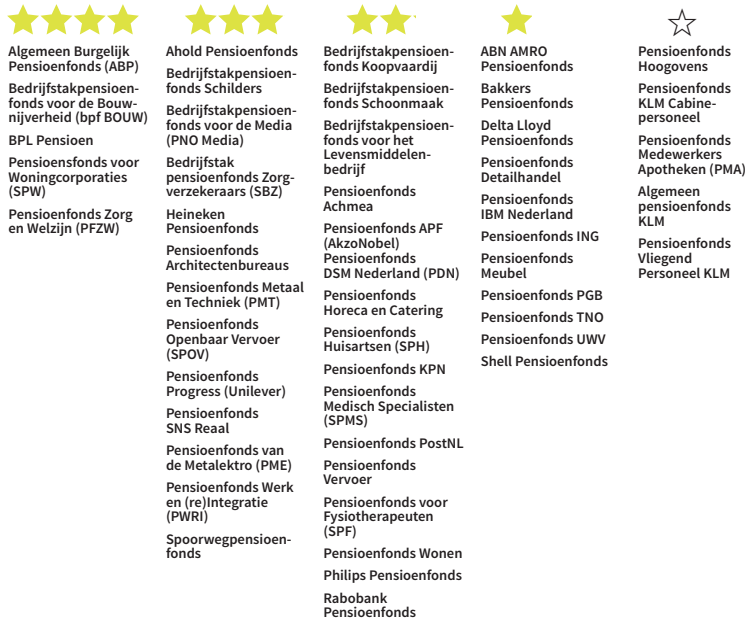 Algemeen Burgelijk
Pensioenfonds (ABP)
Bedrijfstakpensioen-
fonds voor de Bouw-
nijverheid (bpf BOUW)
BPL Pensioen
Pensioensfonds voor
Woningcorporaties
(SPW)
Pensioenfonds Zorg
en Welzijn (PFZW)
Ahold Pensioenfonds
Bedrijfstakpensioen-
fonds Schilders
Bedrijfstakpensioen-
fonds voor de Media
(PNO Media)
Bedrijfstak
pensioenfonds Zorg-
verzekeraars (SBZ)
Heineken
Pensioenfonds
Pensioenfonds
Architectenbureaus
Pensioenfonds Metaal
en Techniek (PMT)
Pensioenfonds
Openbaar Vervoer
(SPOV)
Pensioenfonds
Progress (Unilever)
Pensioenfonds
SNS Reaal
Pensioenfonds van
de Metalektro (PME)
Pensioenfonds Werk
en (re)Integratie
(PWRI)
Spoorwegpensioen-
fonds
Bedrijfstakpensioen-
fonds Koopvaardij
Bedrijfstakpensioen-
fonds Schoonmaak
Bedrijfstakpensioen-
fonds voor het
Levensmiddelen-
bedrijf
Pensioenfonds
Achmea
Pensioenfonds APF
(AkzoNobel)
Pensioenfonds
DSM Nederland (PDN)
Pensioenfonds
Horeca en Catering
Pensioenfonds
Huisartsen (SPH)
Pensioenfonds KPN
Pensioenfonds
Medisch Specialisten
(SPMS)
Pensioenfonds PostNL
Pensioenfonds
Vervoer
Pensioenfonds voor
Fysiotherapeuten
(SPF)
Pensioenfonds Wonen
Philips Pensioenfonds
Rabobank
Pensioenfonds
ABN AMRO
Pensioenfonds
Bakkers
Pensioenfonds
Delta Lloyd
Pensioenfonds
Pensioenfonds
Detailhandel
Pensioenfonds
IBM Nederland
Pensioenfonds ING
Pensioenfonds
Meubel
Pensioenfonds PGB
Pensioenfonds TNO
Pensioenfonds UWV
Shell Pensioenfonds
Pensioenfonds
Hoogovens
Pensioenfonds
KLM Cabine-
personeel
Pensioenfonds
Medewerkers
Apotheken (PMA)
Algemeen
pensioenfonds
KLM
Pensioenfonds
Vliegend
Personeel KLM